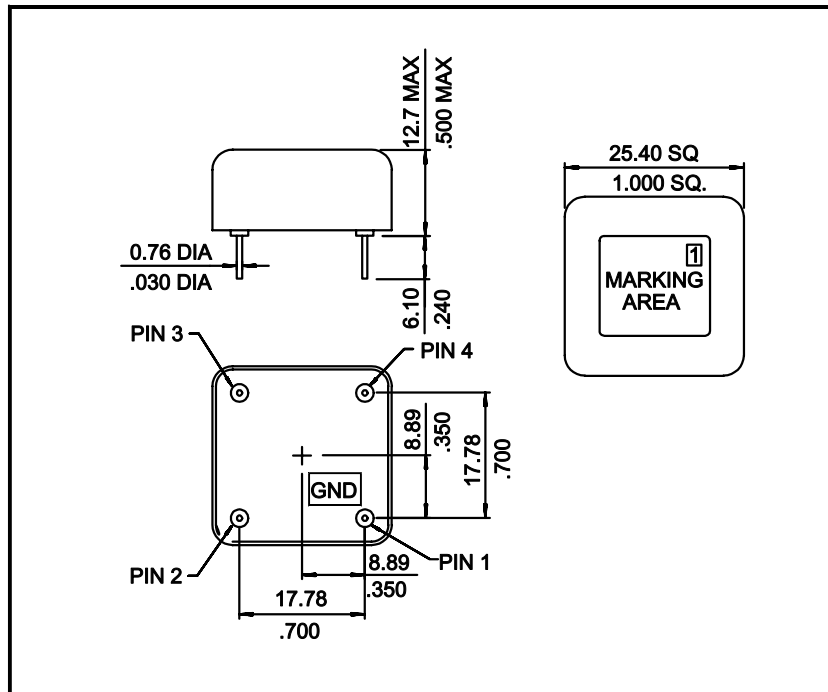 12.7 MAX
.500 MAX
25.40 SQ
1.000 SQ.
0.76 DIA
.030 DIA
1
MARKING
AREA
6.10
.240
PIN 3
PIN 4
8.89
.350
17.78
.700
GND
PIN 2
PIN 1
8.89
.350
17.78
.700